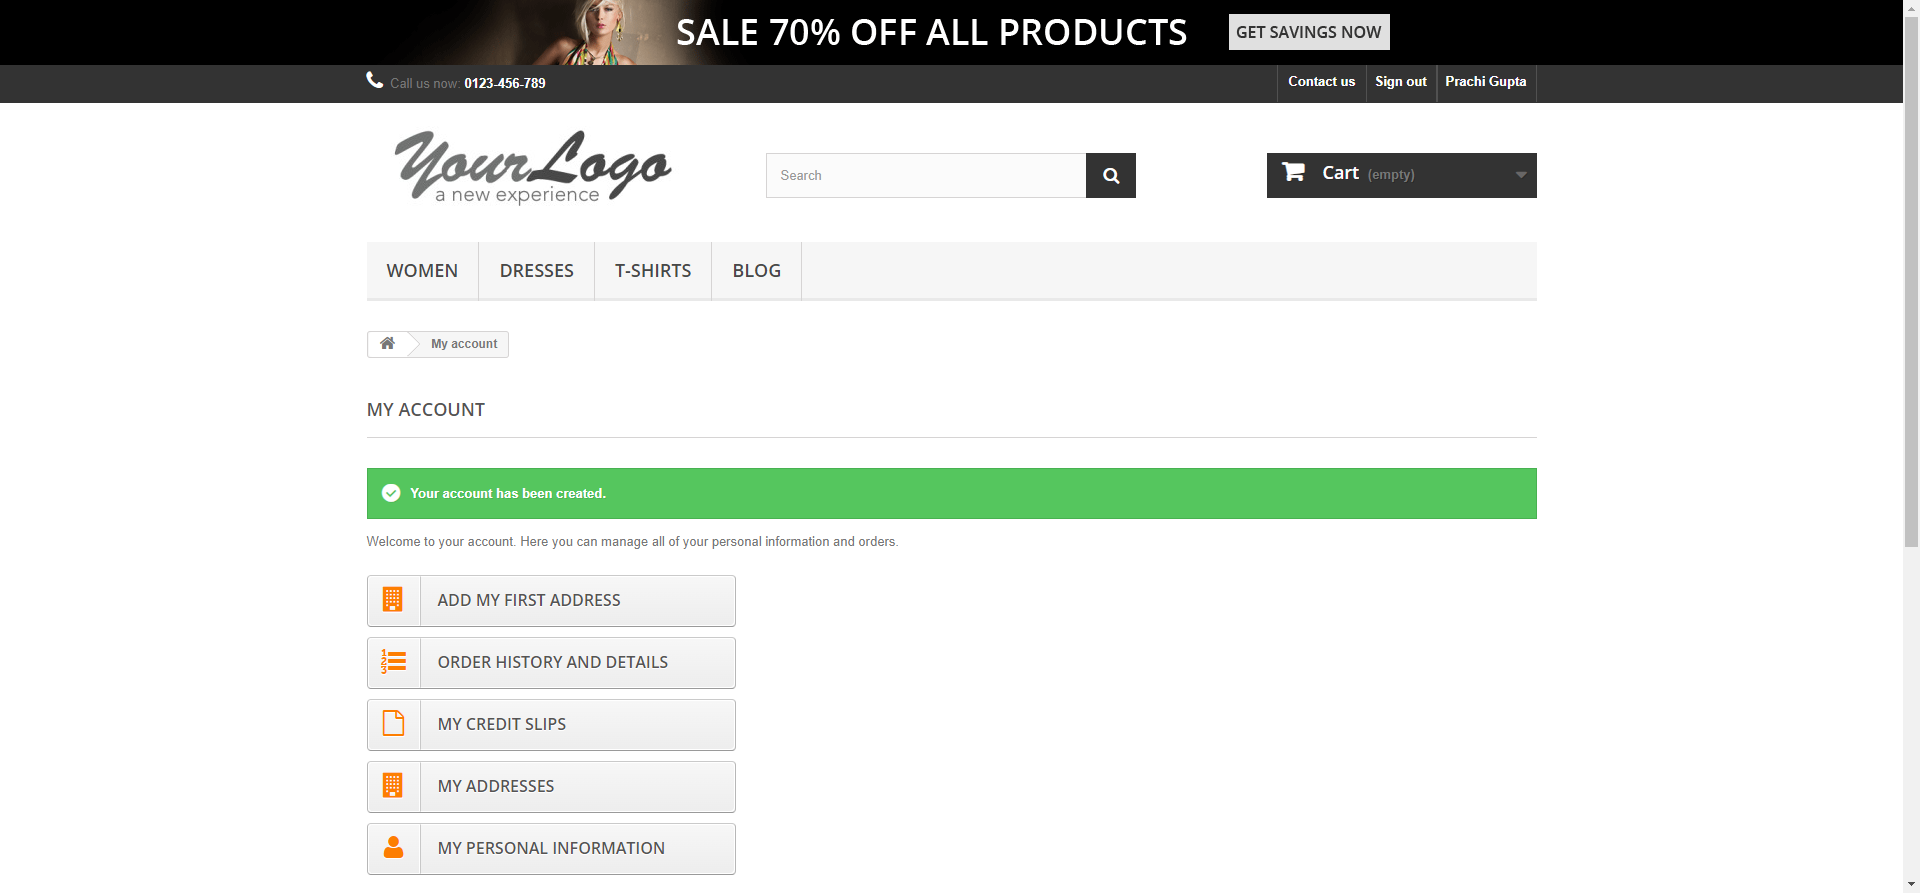 SALE 70% OFF ALL PRODUCTS GET SAVINGS NOW
Call us now: 0123-456-789 Contact us Sign out Prachi Gupta
YourLogo
a new experience
Search
Cart (empty)
WOMEN DRESSES T-SHIRTS BLOG
My account
MY ACCOUNT
Your account has been created.
Welcome to your account. Here you can manage all of your personal information and orders.
ADD MY FIRST ADDRESS
ORDER HISTORY AND DETAILS
MY CREDIT SLIPS
MY ADDRESSES
MY PERSONAL INFORMATION